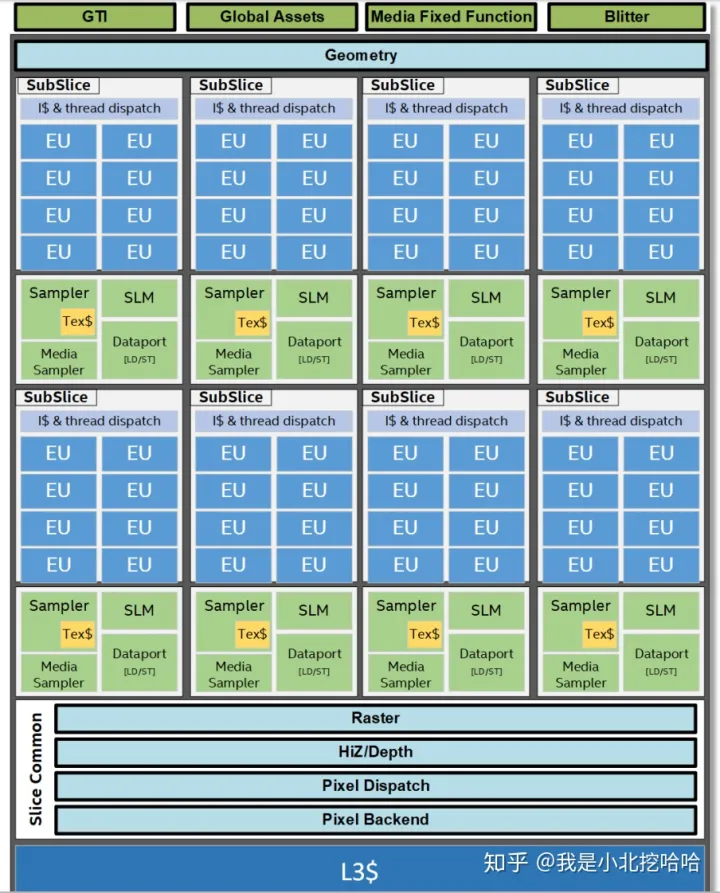 GTI Global Assets Media Fixed Function Blitter
Geometry
SubSlice SubSlice SubSlice SubSlice
I$ & thread dispatch I$ & thread dispatch I$ & thread dispatch I$ & thread dispatch
EU EU EU EU EU EU EU EU
EU EU EU EU EU EU EU EU
EU EU EU EU EU EU EU EU
EU EU EU EU EU EU EU EU
Sampler SLM Sampler SLM Sampler SLM Sampler SLM
Tex$ Tex$ Tex$ Tex$
Dataport Dataport Dataport Dataport
Media [LD/ST] Media [LD/ST] Media [LD/ST] Media [LD/ST]
Sampler Sampler Sampler Sampler
SubSlice SubSlice SubSlice SubSlice
I$ & thread dispatch I$ & thread dispatch I$ & thread dispatch I$ & thread dispatch
EU EU EU EU EU EU EU EU
EU EU EU EU EU EU EU EU
EU EU EU EU EU EU EU EU
EU EU EU EU EU EU EU EU
Sampler SLM Sampler SLM Sampler SLM Sampler SLM
Tex$ Tex$ Tex$ Tex$
Dataport Dataport Dataport Dataport
Media [LD/ST] Media [LD/ST] Media [LD/ST] Media [LD/ST]
Sampler Sampler Sampler Sampler
Slice Common
Raster
HiZ/Depth
Pixel Dispatch
Pixel Backend
L3$
知乎 @我是小北挖哈哈